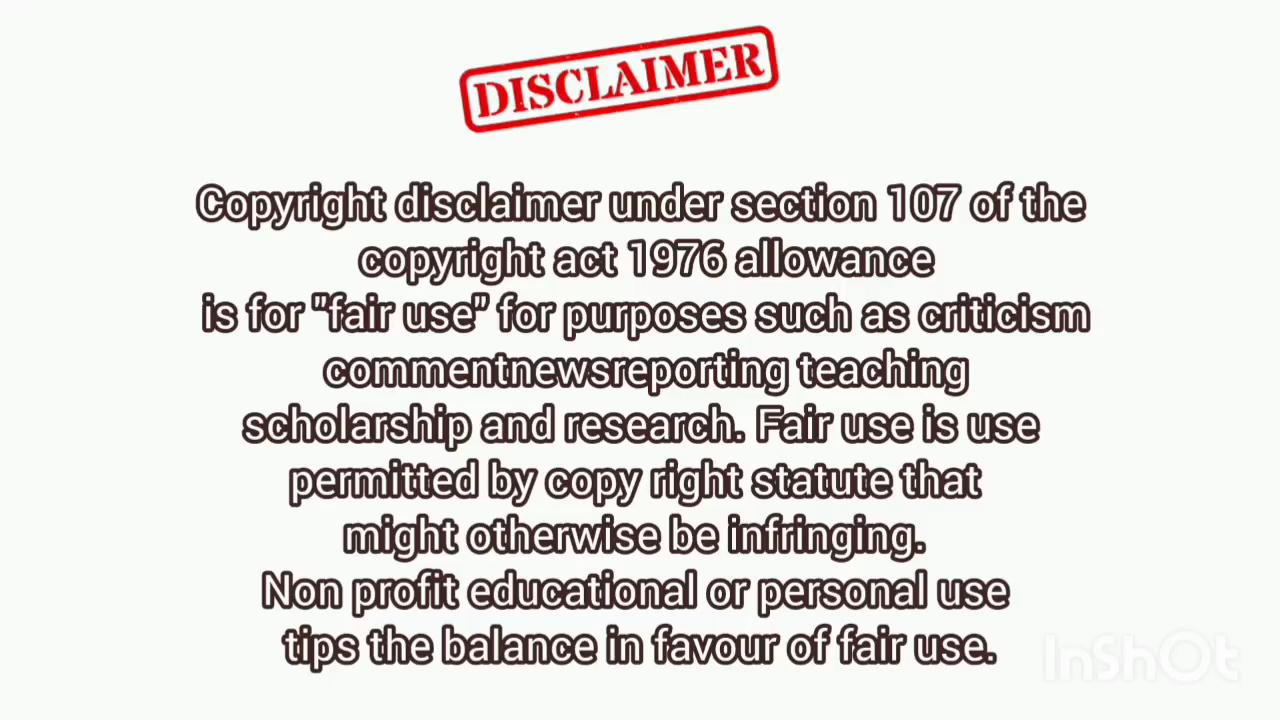 DISCLAIMER
Copyright disclaimer under section 107 of the
copyright act 1976 allowance
is for "fair use" for purposes such as criticism
commentnewsreporting teaching
scholarship and research. Fair use is use
permitted by copy right statute that
might otherwise be infringing.
Non profit educational or personal use
tips the balance in favour of fair use.
InShOt